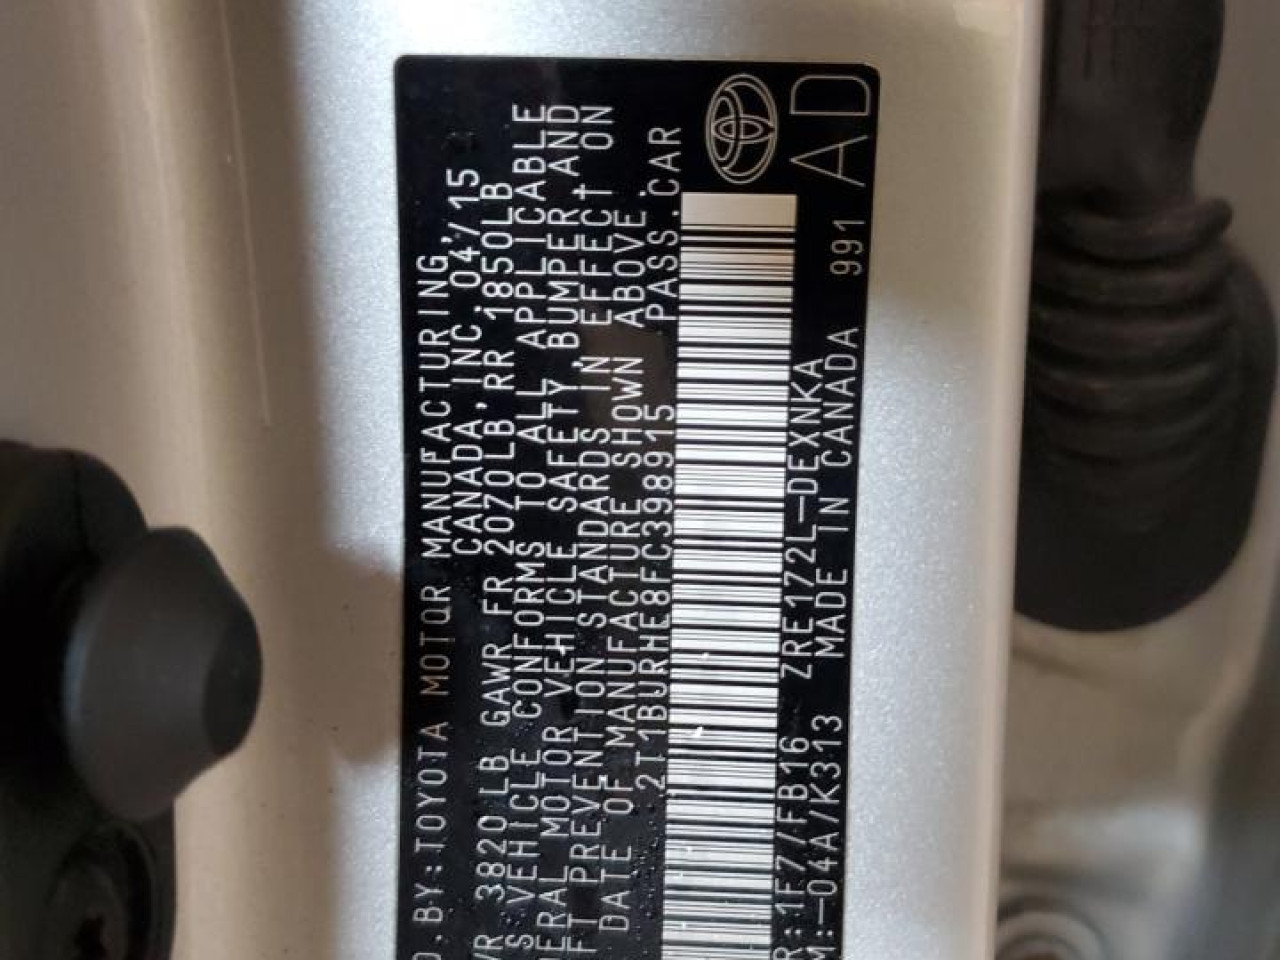 D.BY:TOYOTA MOTOR MANUFACTURING,
CANADA,INC. 04/15
VR 3820LB GAWR FR 2070LB RR 1850LB
S VEHICLE CONFORMS TO ALL APPLICABLE
ERAL MOTOR VEHICLE SAFETY, BUMPER AND
FT PREVENTION STANDARDS IN EFFECT ON
DATE OF MANUFACTURE SHOWN ABOVE.
2T1BURHE8FC398915 PASS.CAR
R:1F7/FB16 ZRE172L-DEXNKA
M:-04A/K313 MADE IN CANADA 991
AD